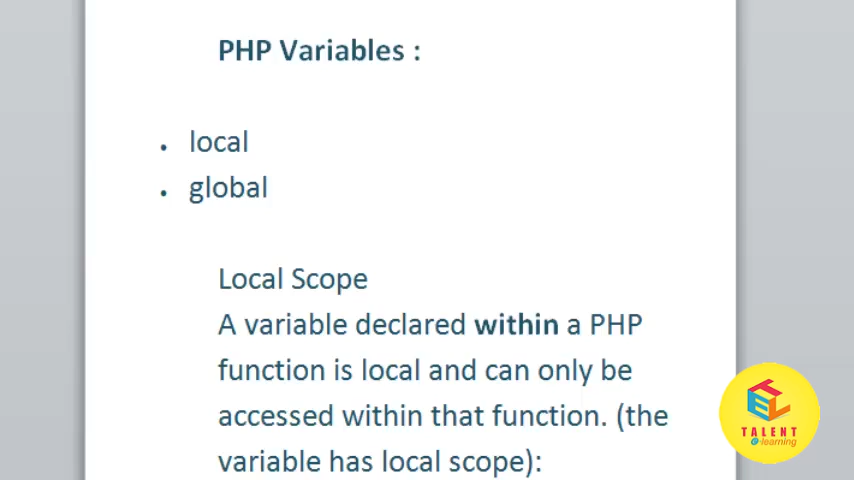 PHP Variables :
• local
• global
Local Scope
A variable declared within a PHP
function is local and can only be
accessed within that function. (the
variable has local scope):
TEL
TALENT
e-learning